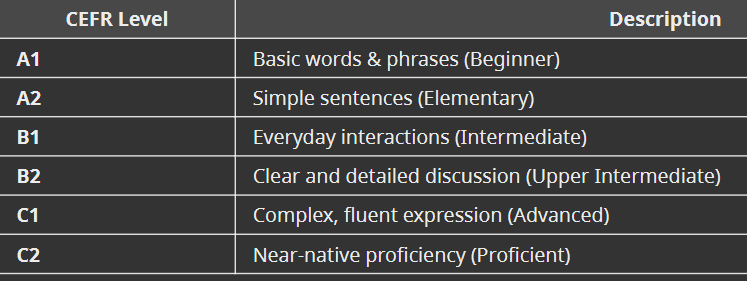 CEFR Level Description
A1 Basic words & phrases (Beginner)
A2 Simple sentences (Elementary)
B1 Everyday interactions (Intermediate)
B2 Clear and detailed discussion (Upper Intermediate)
C1 Complex, fluent expression (Advanced)
C2 Near-native proficiency (Proficient)